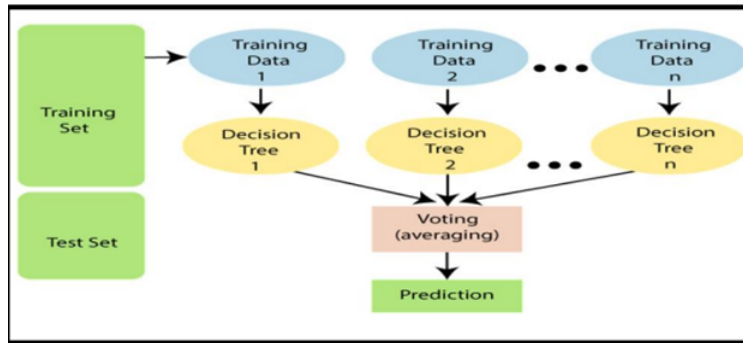 Training
Set
Test Set
Training
Data
1
Training
Data
2
Training
Data
n
Decision
Tree
1
Decision
Tree
2
Decision
Tree
n
Voting
(averaging)
Prediction